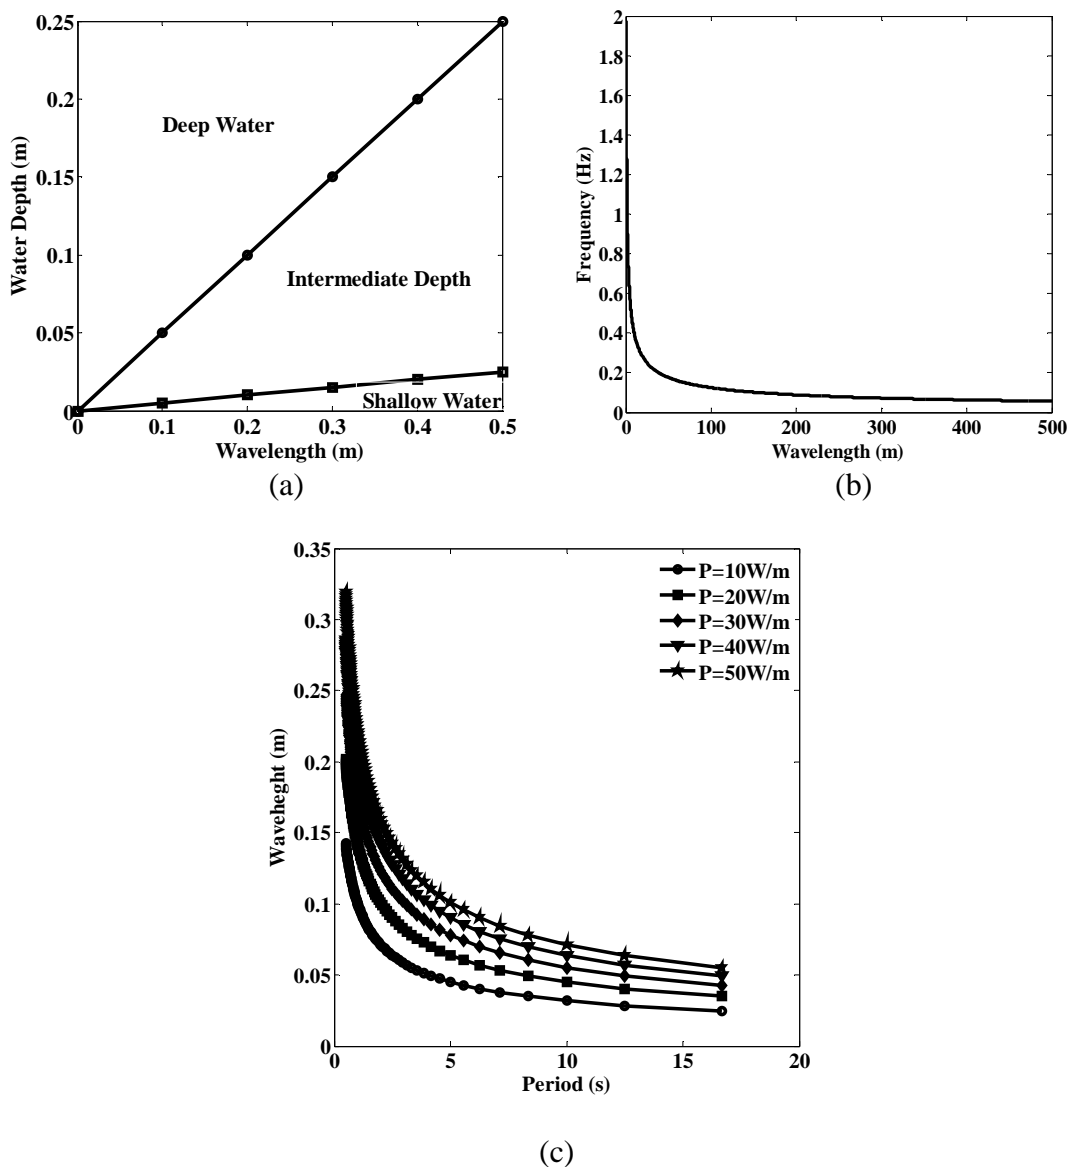 0.25
0.2
0.15
0.1
0.05
0
Water Depth (m)
Deep Water
Intermediate Depth
Shallow Water
0 0.1 0.2 0.3 0.4 0.5
Wavelength (m)
(a)
2
1.8
1.6
1.4
1.2
1
0.8
0.6
0.4
0.2
0
Frequency (Hz)
0 100 200 300 400 500
Wavelength (m)
(b)
0.35
0.3
0.25
0.2
0.15
0.1
0.05
0
Waveheght (m)
P=10W/m
P=20W/m
P=30W/m
P=40W/m
P=50W/m
0 5 10 15 20
Period (s)
(c)